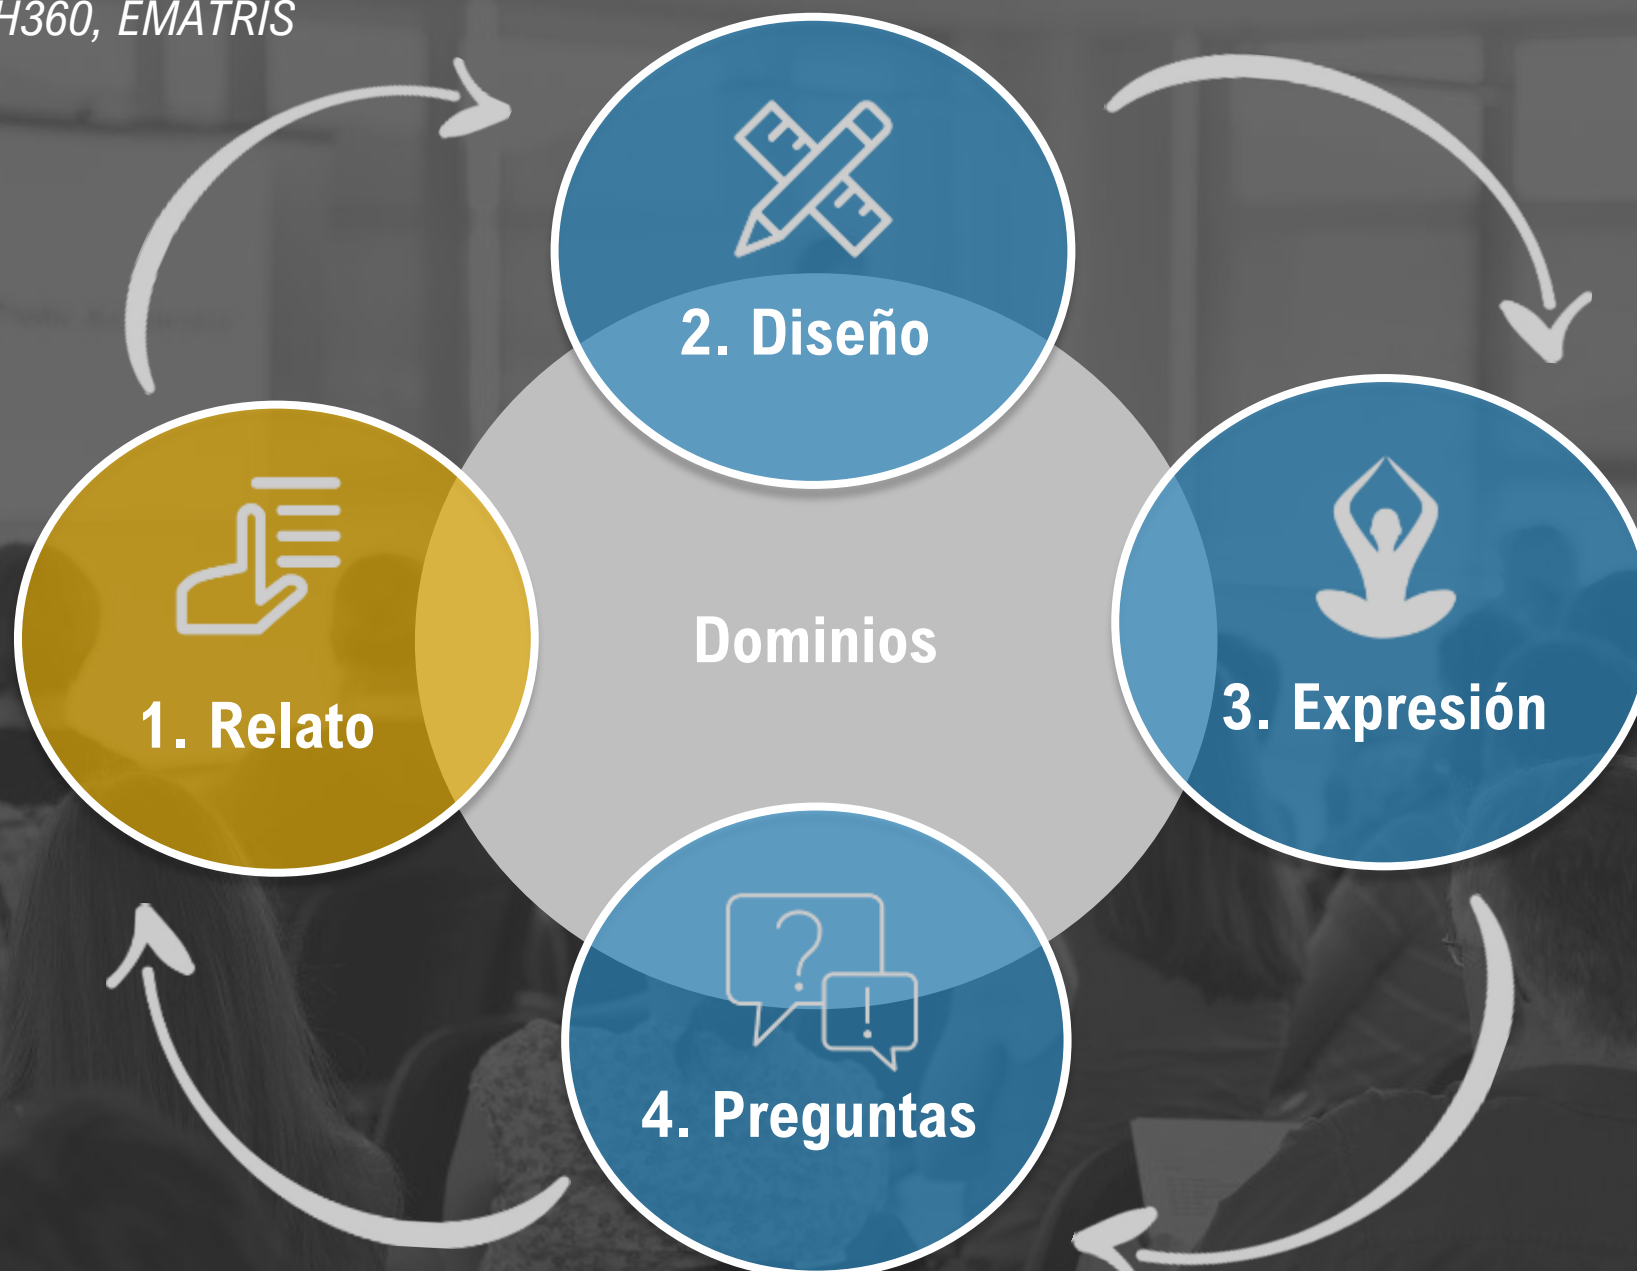 H360, EMATRIS
2. Diseño
Dominios
1. Relato
3. Expresión
?
!
4. Preguntas